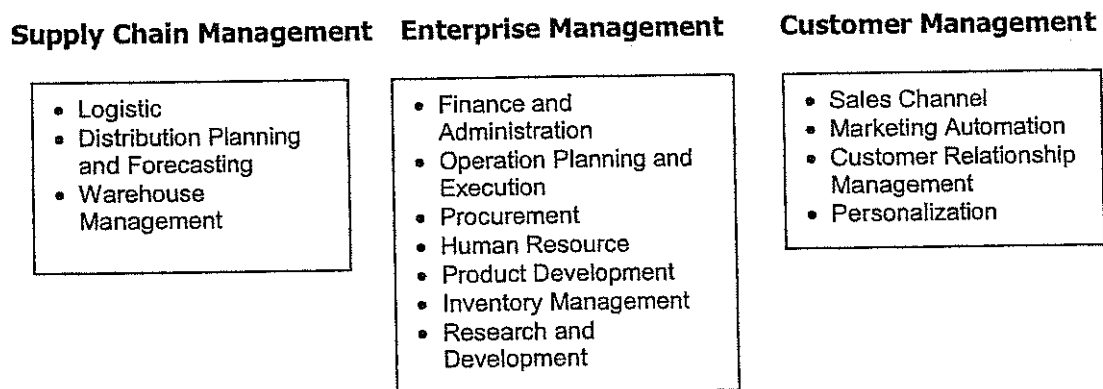 Supply Chain Management
• Logistic
• Distribution Planning
and Forecasting
• Warehouse
Management
Enterprise Management
• Finance and
Administration
• Operation Planning and
Execution
• Procurement
• Human Resource
• Product Development
• Inventory Management
• Research and
Development
Customer Management
• Sales Channel
• Marketing Automation
• Customer Relationship
Management
• Personalization